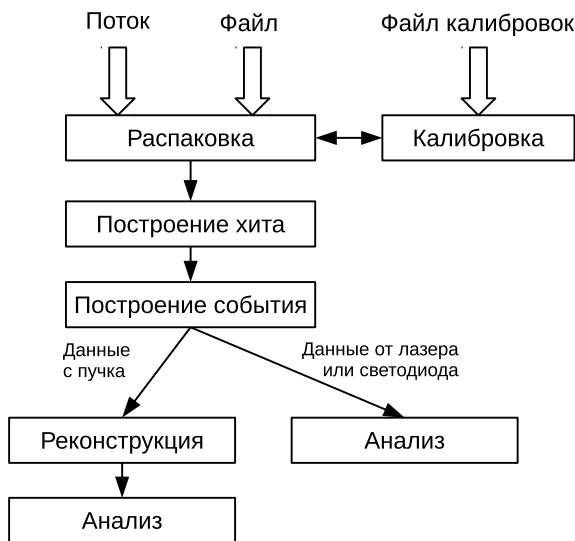 Поток
Файл
Файл калибровок
Распаковка
Калибровка
Построение хита
Построение события
Данные
с пучка
Данные от лазера
или светодиода
Реконструкция
Анализ
Анализ